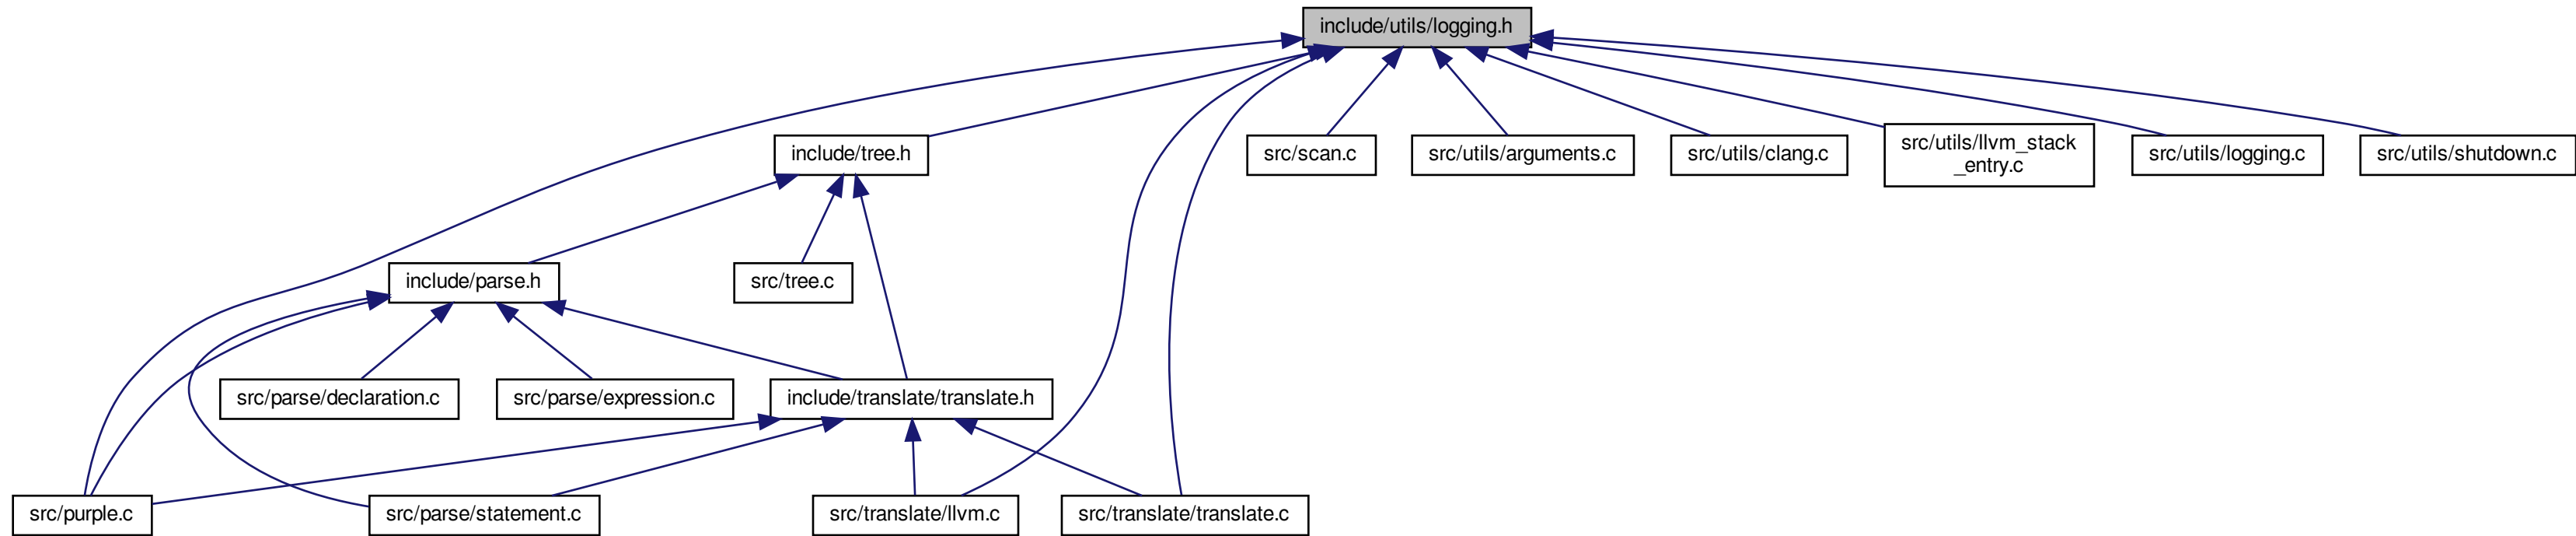 include/utils/logging.h
include/tree.h
src/scan.c
src/utils/arguments.c
src/utils/clang.c
src/utils/llvm_stack
_entry.c
src/utils/logging.c
src/utils/shutdown.c
include/parse.h
src/tree.c
src/parse/declaration.c
src/parse/expression.c
include/translate/translate.h
src/purple.c
src/parse/statement.c
src/translate/llvm.c
src/translate/translate.c